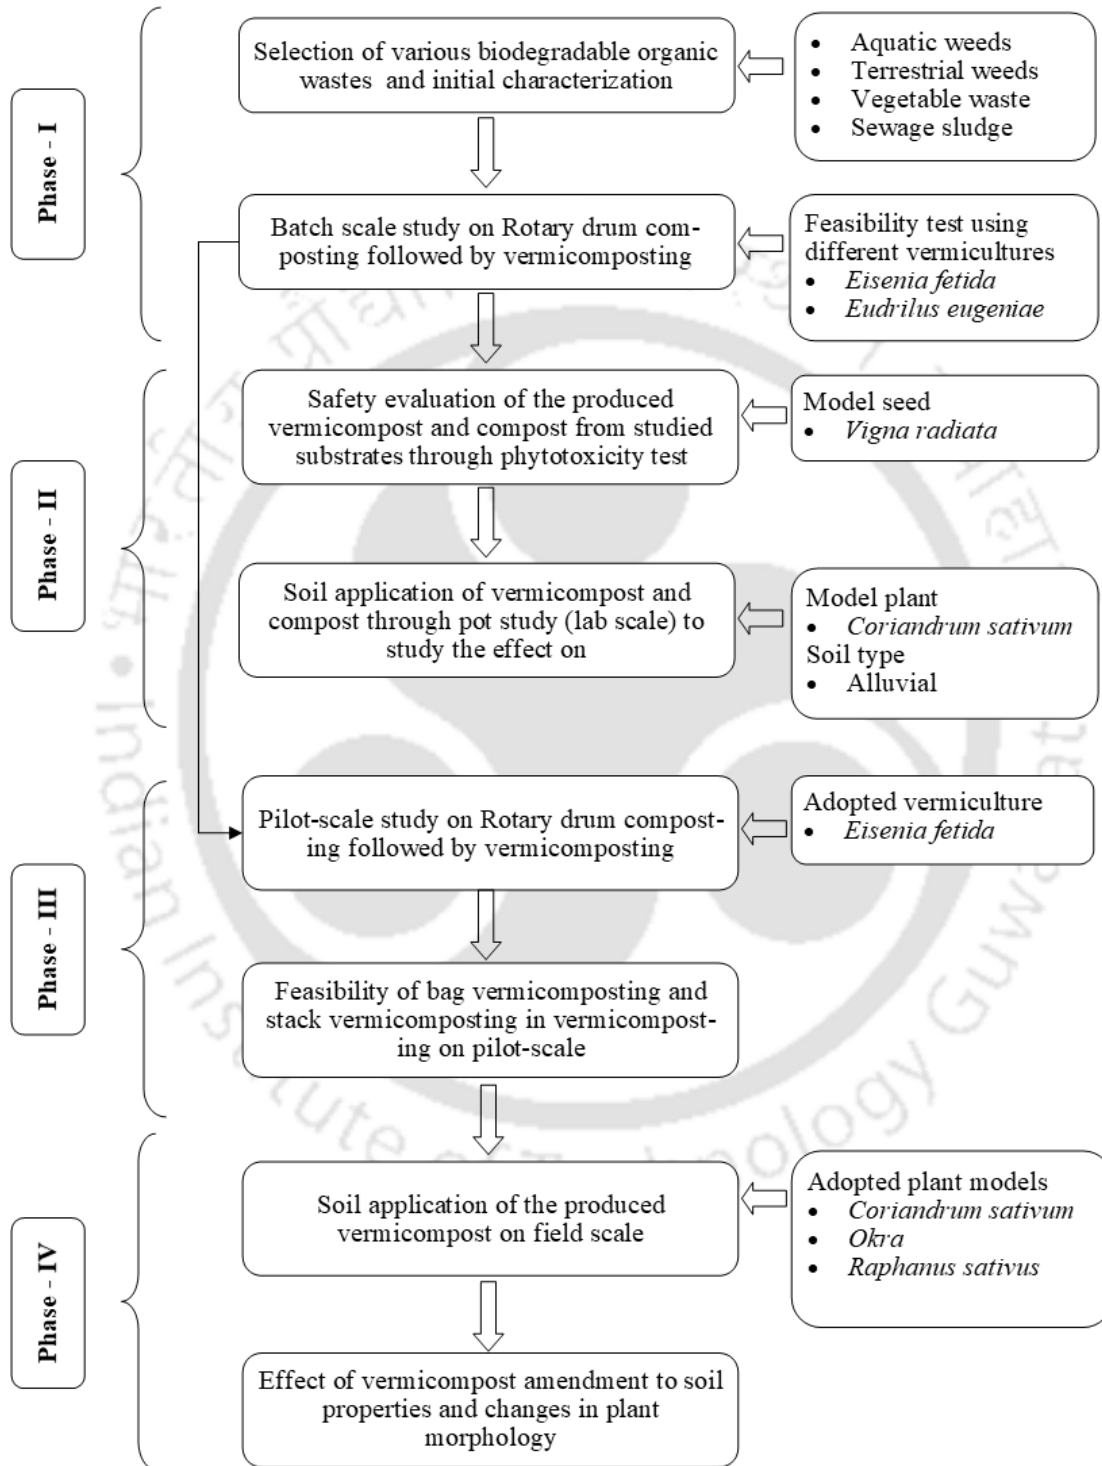 Phase - I
Selection of various biodegradable organic
wastes and initial characterization
• Aquatic weeds
• Terrestrial weeds
• Vegetable waste
• Sewage sludge
Batch scale study on Rotary drum com-
posting followed by vermicomposting
Feasibility test using
different vermicultures
• Eisenia fetida
• Eudrilus eugeniae
Phase - II
Safety evaluation of the produced
vermicompost and compost from studied
substrates through phytotoxicity test
Model seed
• Vigna radiata
Soil application of vermicompost and
compost through pot study (lab scale) to
study the effect on
Model plant
• Coriandrum sativum
Soil type
• Alluvial
Phase - III
Pilot-scale study on Rotary drum compost-
ing followed by vermicomposting
Adopted vermiculture
• Eisenia fetida
Feasibility of bag vermicomposting and
stack vermicomposting in vermicompost-
ing on pilot-scale
Phase - IV
Soil application of the produced
vermicompost on field scale
Adopted plant models
• Coriandrum sativum
• Okra
• Raphanus sativus
Effect of vermicompost amendment to soil
properties and changes in plant
morphology
Indian Institute of Technology